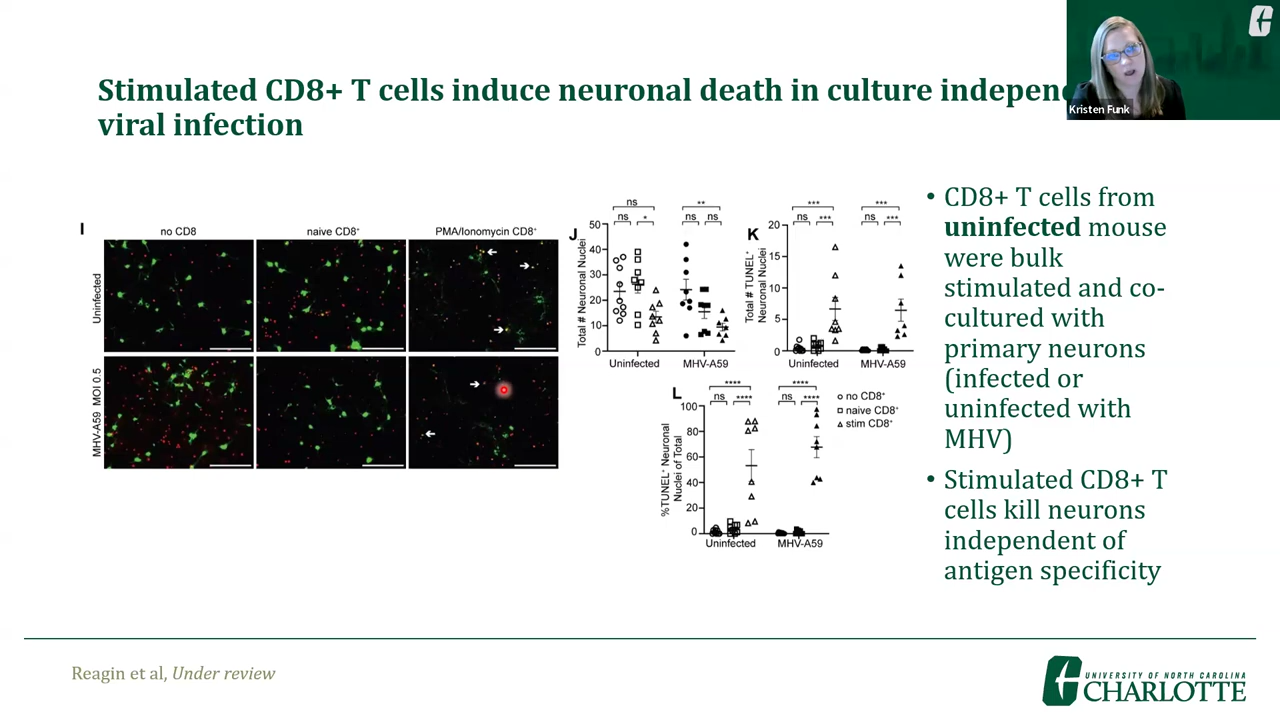 Stimulated CD8+ T cells induce neuronal death in culture indepen
viral infection
Kristen Funk
I
no CD8
naive CD8⁺
PMA/Ionomycin CD8⁺
Uninfected
MHV-A59 MOI 0.5
J
ns
**
ns
*
ns
ns
Total # Neuronal Nuclei
50
40
30
20
10
0
Uninfected
MHV-A59
K
***
***
ns
***
ns
***
Total # TUNEL⁺
Neuronal Nuclei
20
15
10
5
0
Uninfected
MHV-A59
L
****
****
ns
****
ns
****
%TUNEL⁺ Neuronal
Nuclei of Total
100
80
60
40
20
0
Uninfected
MHV-A59
no CD8⁺
naive CD8⁺
stim CD8⁺
• CD8+ T cells from
uninfected mouse
were bulk
stimulated and co-
cultured with
primary neurons
(infected or
uninfected with
MHV)
• Stimulated CD8+ T
cells kill neurons
independent of
antigen specificity
Reagin et al, Under review
UNIVERSITY OF NORTH CAROLINA
CHARLOTTE